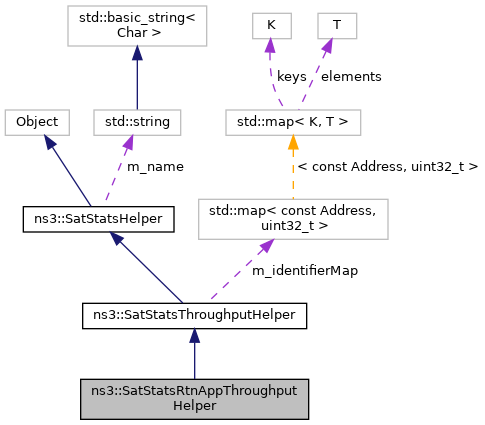 std::basic_string<
Char >
K
T
keys
elements
Object
std::string
std::map< K, T >
m_name
< const Address, uint32_t >
ns3::SatStatsHelper
std::map< const Address,
uint32_t >
m_identifierMap
ns3::SatStatsThroughputHelper
ns3::SatStatsRtnAppThroughput
Helper